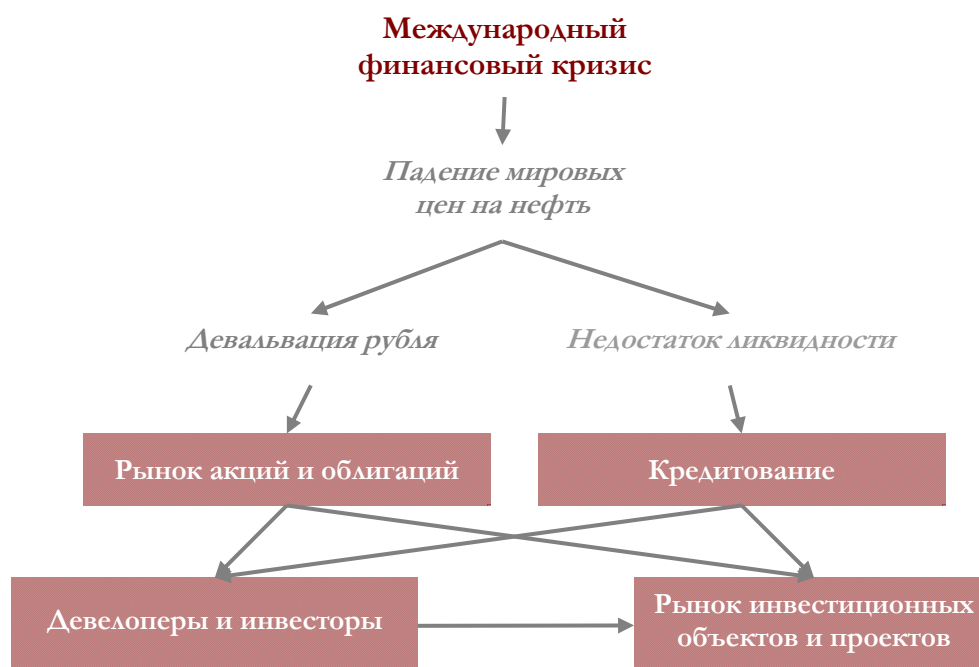 Международный
финансовый кризис
Падение мировых
цен на нефть
Девальвация рубля
Недостаток ликвидности
Рынок акций и облигаций
Кредитование
Девелоперы и инвесторы
Рынок инвестиционных
объектов и проектов